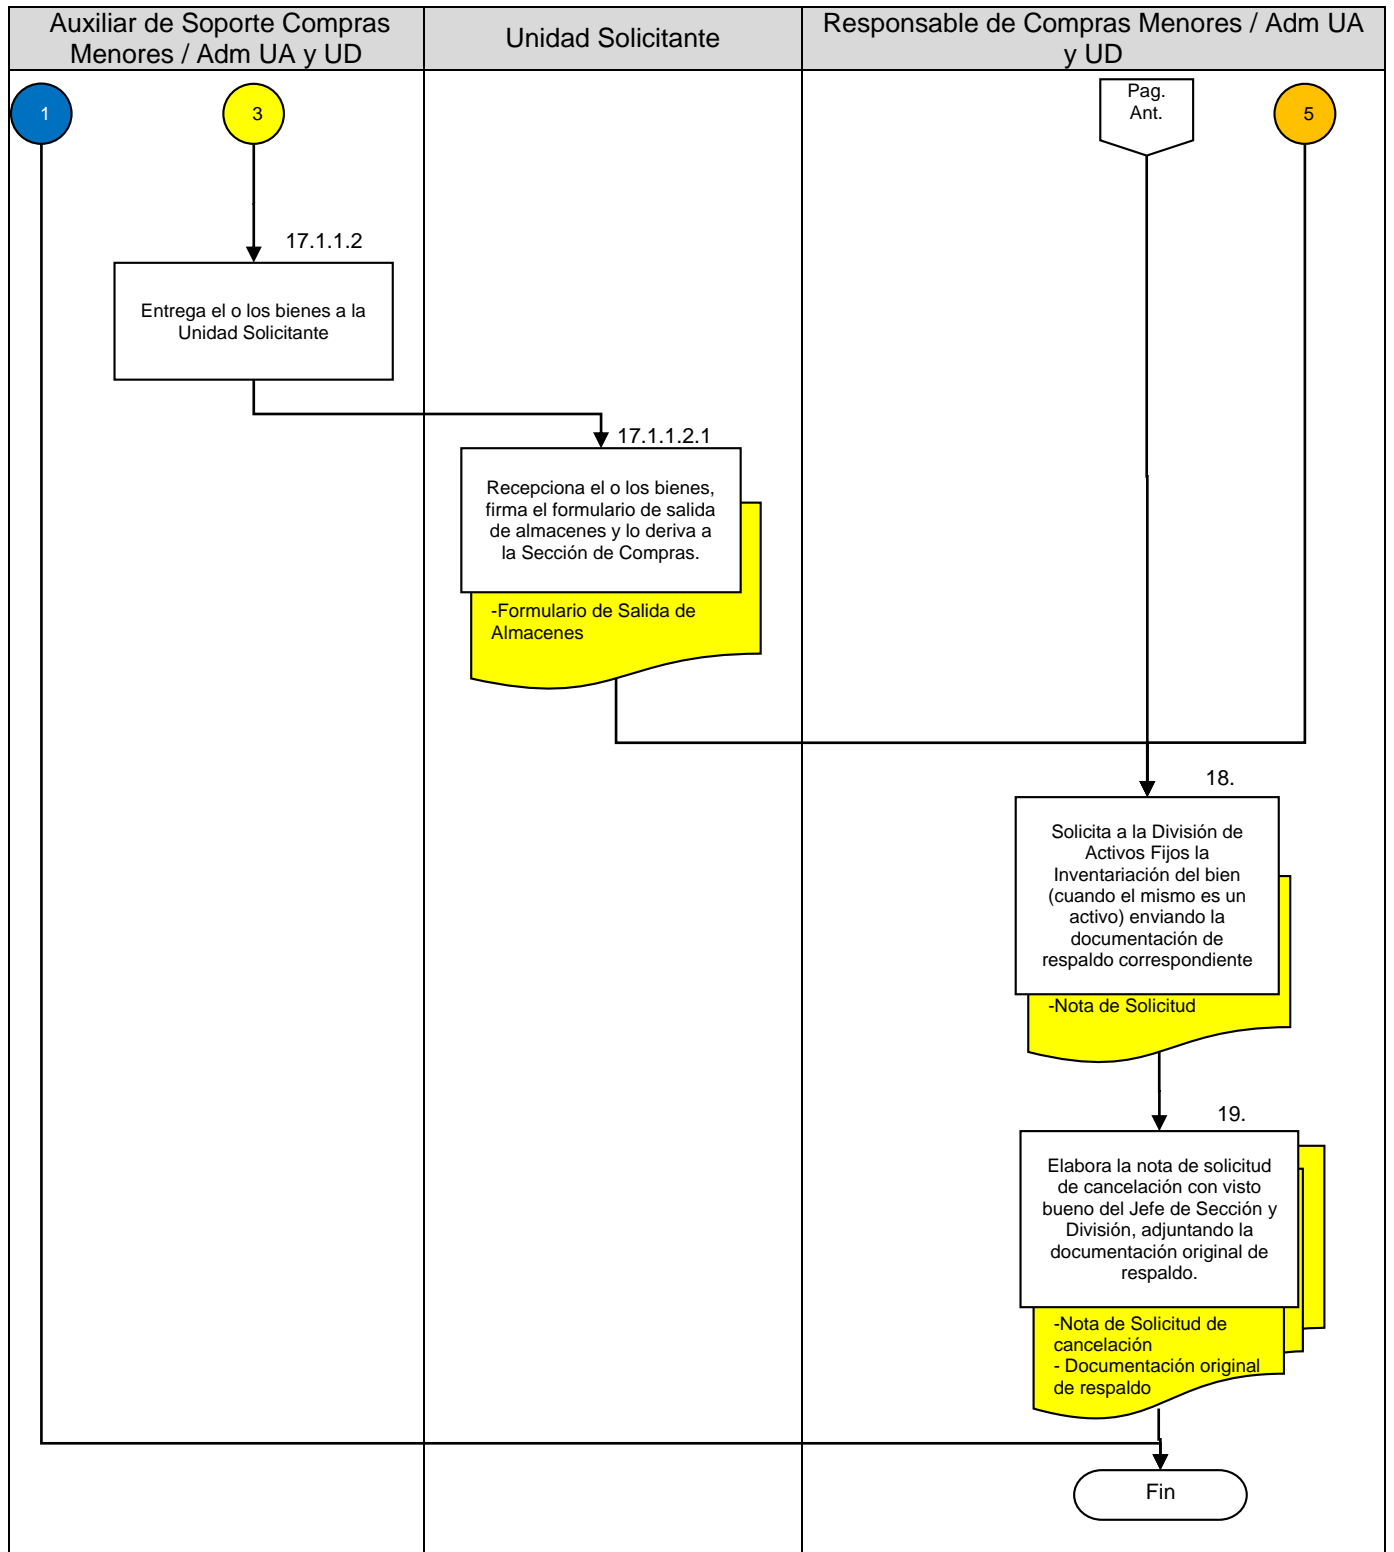 Auxiliar de Soporte Compras
Menores / Adm UA y UD
Unidad Solicitante
Responsable de Compras Menores / Adm UA
y UD
1
3
Pag.
Ant.
5
17.1.1.2
Entrega el o los bienes a la
Unidad Solicitante
17.1.1.2.1
Recepciona el o los bienes,
firma el formulario de salida
de almacenes y lo deriva a
la Sección de Compras.
-Formulario de Salida de
Almacenes
18.
Solicita a la División de
Activos Fijos la
Inventariación del bien
(cuando el mismo es un
activo) enviando la
documentación de
respaldo correspondiente
-Nota de Solicitud
19.
Elabora la nota de solicitud
de cancelación con visto
bueno del Jefe de Sección y
División, adjuntando la
documentación original de
respaldo.
-Nota de Solicitud de
cancelación
- Documentación original
de respaldo
Fin